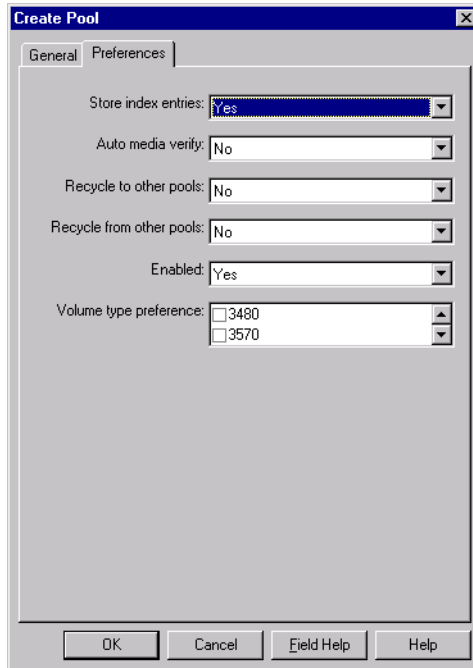 Create Pool
General Preferences
Store index entries: Yes
Auto media verify: No
Recycle to other pools: No
Recycle from other pools: No
Enabled: Yes
Volume type preference: 3480
3570
OK Cancel Field Help Help